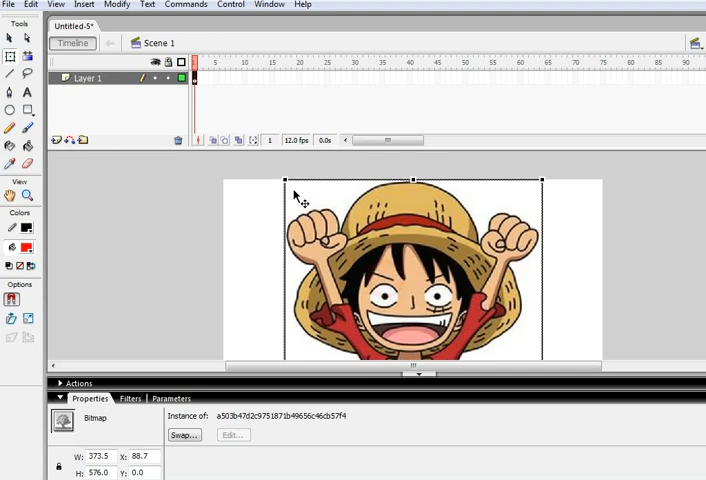 File Edit View Insert Modify Text Commands Control Window Help
Tools
Untitled-5*
Timeline Scene 1
5 10 15 20 25 30 35 40 45 50 55 60 65 70 75 80 85 90
Layer 1
A
1 12.0 fps 0.0s
View
Colors
Options
Actions
Properties Filters Parameters
Bitmap
Instance of: a503b47d2c9751871b49656c46cb57f4
Swap... Edit...
W: 373.5 X: 88.7
H: 576.0 Y: 0.0